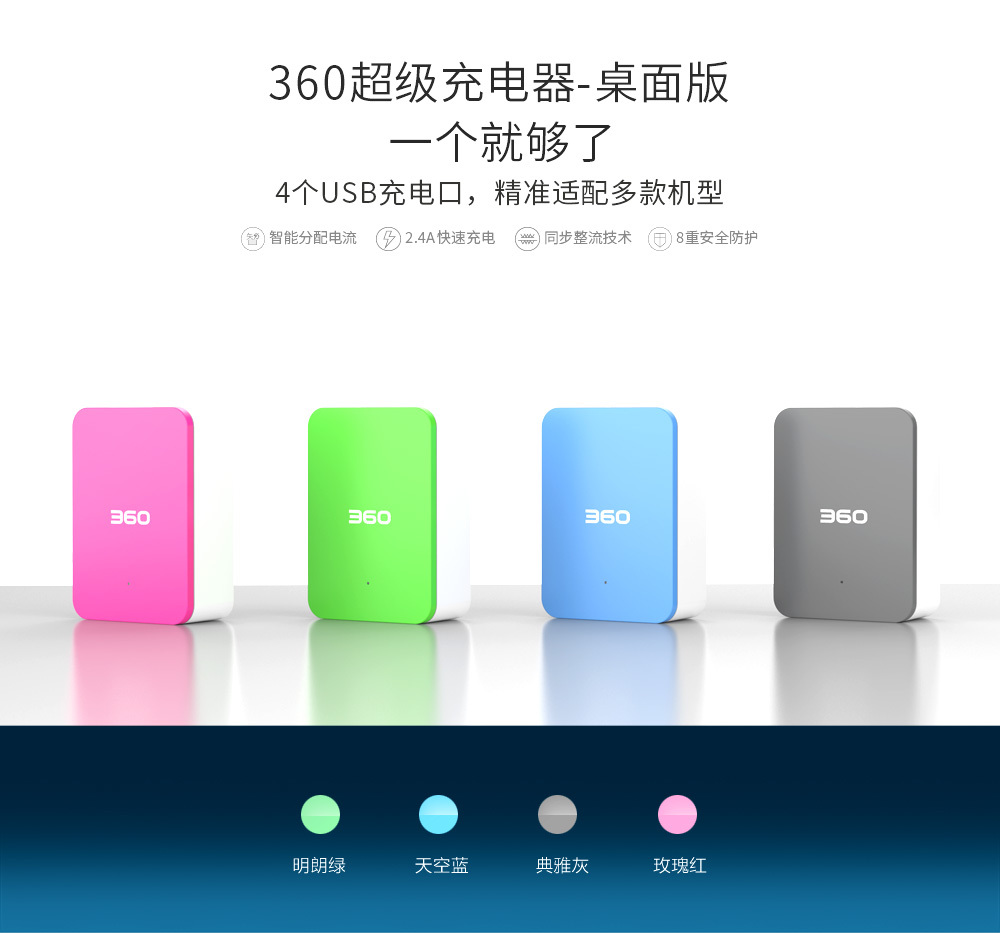 360超级充电器-桌面版
一个就够了
4个USB充电口，精准适配多款机型
智能分配电流 2.4A快速充电 同步整流技术 8重安全防护
360 360 360 360
明朗绿 天空蓝 典雅灰 玫瑰红